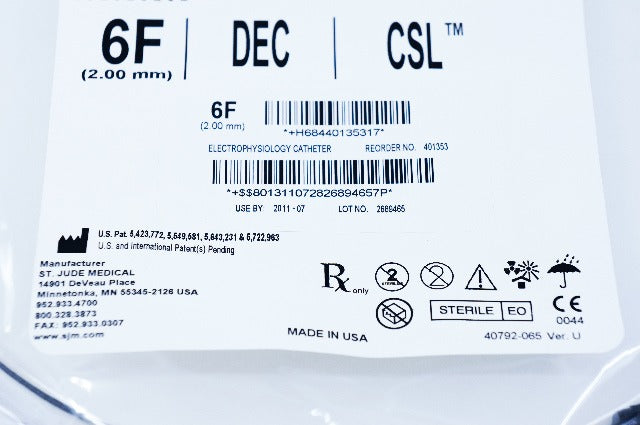 6F DEC CSL™
(2.00 mm)
6F
(2.00 mm)
*+H68440135317*
ELECTROPHYSIOLOGY CATHETER REORDER NO. 401353
*+$$801311072826894657P*
USE BY 2011-07 LOT NO. 2689465
U.S. Pat. 5,423,772, 5,549,581, 5,643,231 & 5,722,963
U.S. and International Patent(s) Pending
Manufacturer
ST. JUDE MEDICAL
14901 DeVeau Place
Minnetonka, MN 55345-2126 USA
952.933.4700
800.328.3873
FAX: 952.933.0307
www.sjm.com
Rx only
2 STERILIZE
2
STERILE EO
CE
0044
MADE IN USA
40792-065 Ver. U